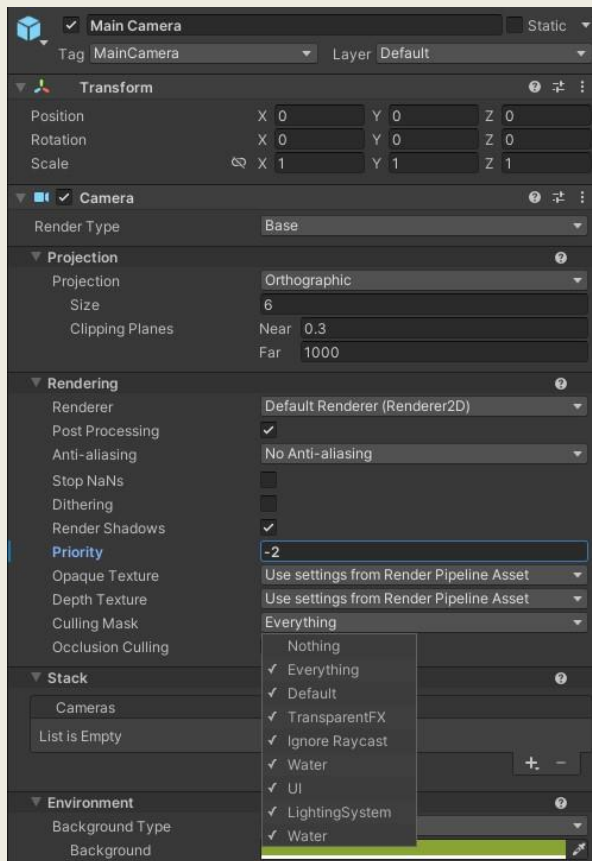 Main Camera Static
Tag MainCamera Layer Default
Transform
Position X 0 Y 0 Z 0
Rotation X 0 Y 0 Z 0
Scale X 1 Y 1 Z 1
Camera
Render Type Base
Projection
Projection Orthographic
Size 6
Clipping Planes Near 0.3
Far 1000
Rendering
Renderer Default Renderer (Renderer2D)
Post Processing
Anti-aliasing No Anti-aliasing
Stop NaNs
Dithering
Render Shadows
Priority -2
Opaque Texture Use settings from Render Pipeline Asset
Depth Texture Use settings from Render Pipeline Asset
Culling Mask Everything
Occlusion Culling Nothing
Everything
Stack
Default
Cameras TransparentFX
List is Empty Ignore Raycast
Water
UI
Environment LightingSystem
Background Type Water
Background